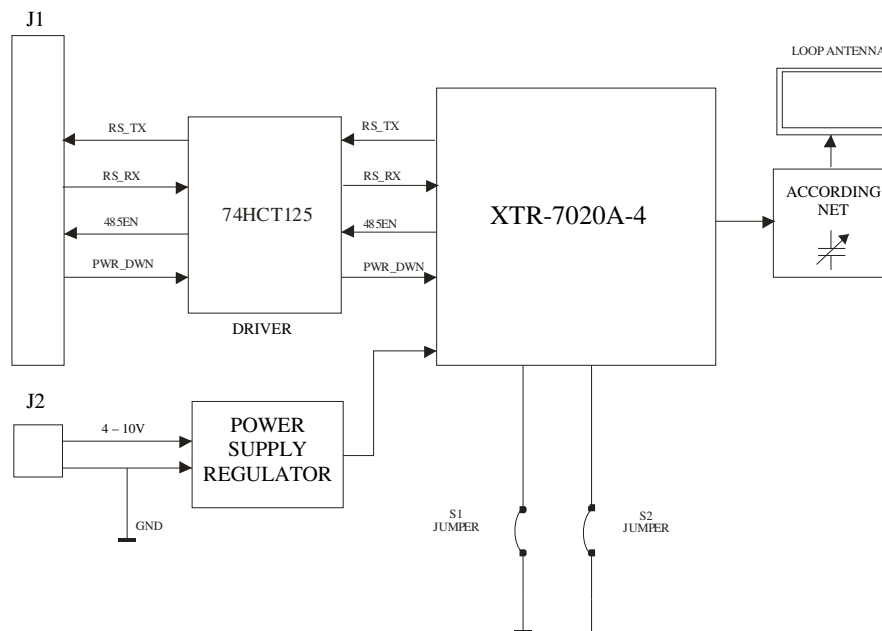 J1
LOOP ANTENNA
RS_TX
RS_TX
RS_RX
RS_RX
ACCORDING
NET
74HCT125
XTR-7020A-4
485EN
485EN
PWR_DWN
PWR_DWN
DRIVER
J2
4 – 10V
POWER
SUPPLY
REGULATOR
GND
S1
JUMPER
S2
JUMPER